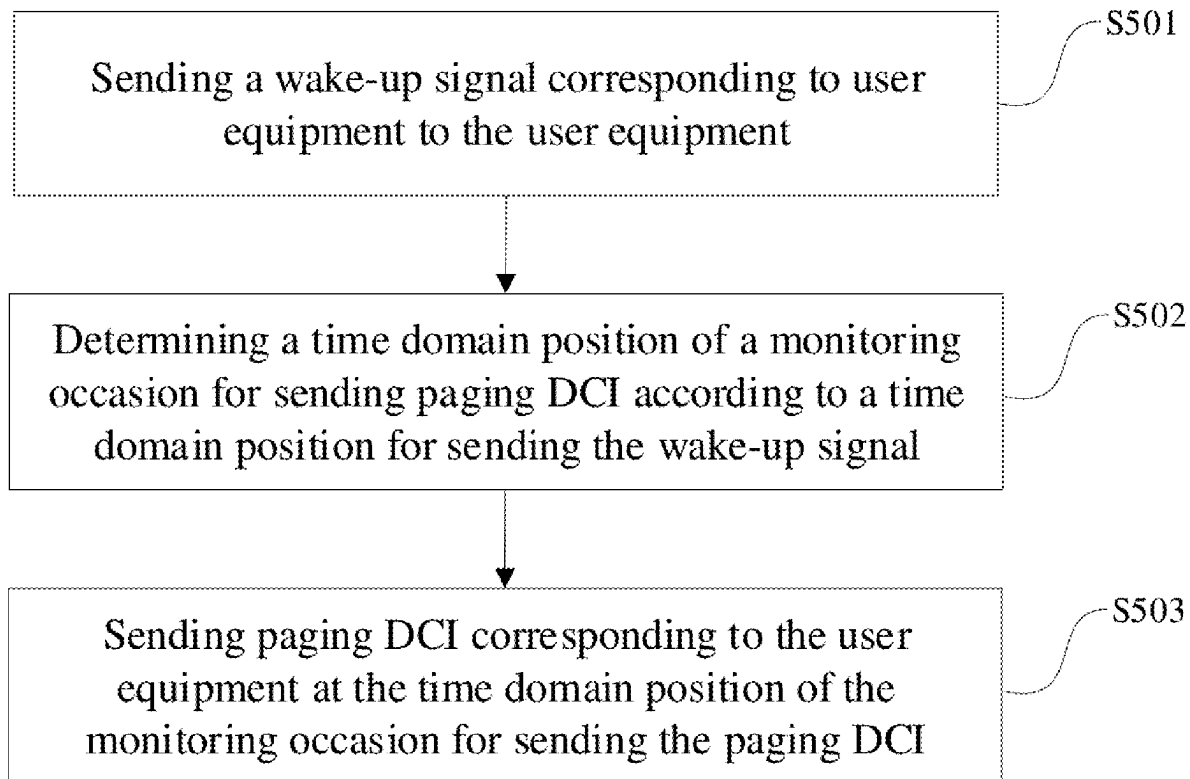 S501
Sending a wake-up signal corresponding to user
equipment to the user equipment
S502
Determining a time domain position of a monitoring
occasion for sending paging DCI according to a time
domain position for sending the wake-up signal
S503
Sending paging DCI corresponding to the user
equipment at the time domain position of the
monitoring occasion for sending the paging DCI